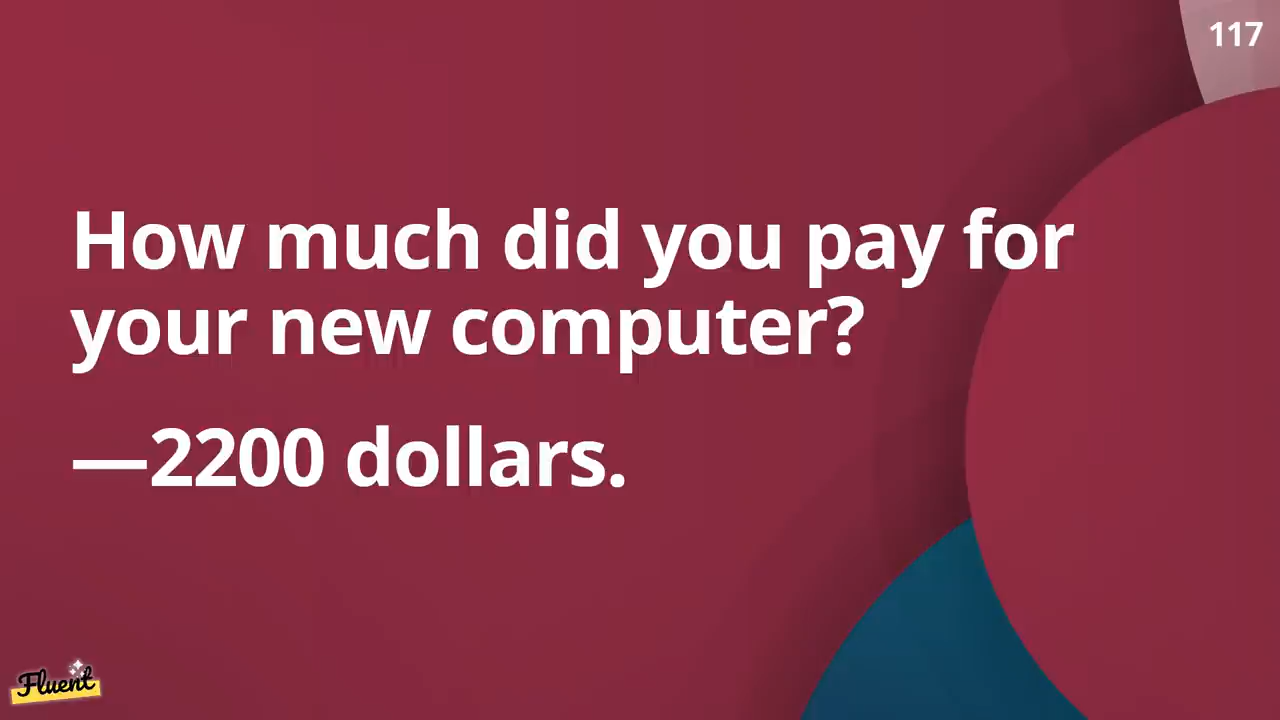 117
How much did you pay for
your new computer?
—2200 dollars.
Fluent